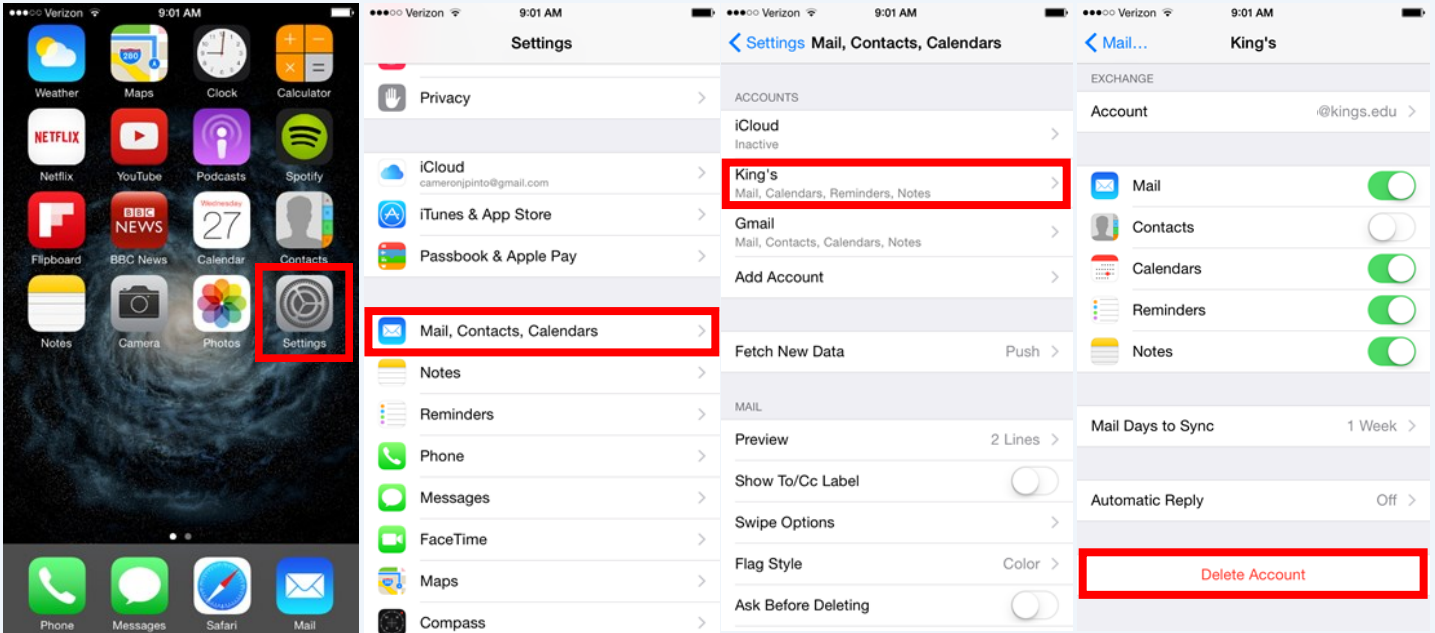 Verizon 9:01 AM
Weather Maps Clock Calculator
NETFLIX
Netflix YouTube Podcasts Spotify
BBC
NEWS
Wednesday
27
Flipboard BBC News Calendar Contacts
Notes Camera Photos Settings
Phone Messages Safari Mail
Verizon 9:01 AM
Settings
Privacy
iCloud
cameronjpinto@gmail.com
iTunes & App Store
Passbook & Apple Pay
Mail, Contacts, Calendars
Notes
Reminders
Phone
Messages
FaceTime
Maps
Compass
Verizon 9:01 AM
Settings Mail, Contacts, Calendars
ACCOUNTS
iCloud
Inactive
King's
Mail, Calendars, Reminders, Notes
Gmail
Mail, Contacts, Calendars, Notes
Add Account
Fetch New Data Push
MAIL
Preview 2 Lines
Show To/Cc Label
Swipe Options
Flag Style Color
Ask Before Deleting
Verizon 9:01 AM
Mail... King's
EXCHANGE
Account @kings.edu
Mail
Contacts
Calendars
Reminders
Notes
Mail Days to Sync 1 Week
Automatic Reply Off
Delete Account